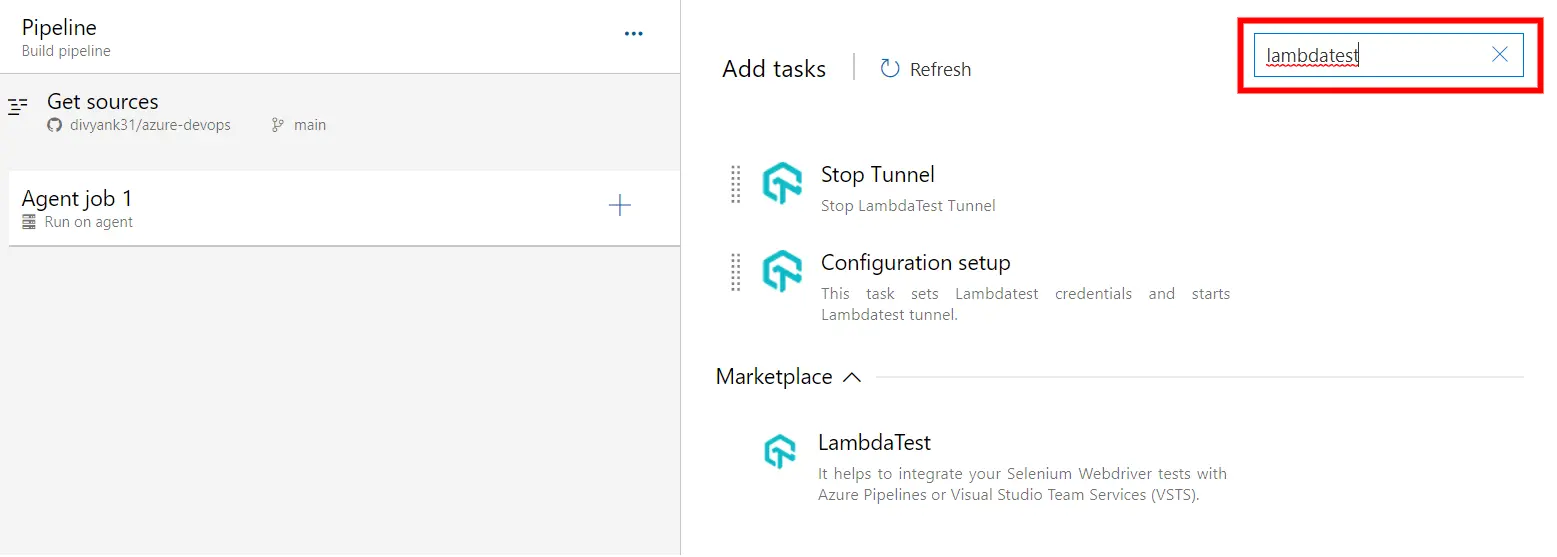 Pipeline
Build pipeline
Get sources
divyank31/azure-devops main
Agent job 1
Run on agent
Add tasks
Refresh
lambdatest
Stop Tunnel
Stop LambdaTest Tunnel
Configuration setup
This task sets Lambdatest credentials and starts
Lambdatest tunnel.
Marketplace
LambdaTest
It helps to integrate your Selenium Webdriver tests with
Azure Pipelines or Visual Studio Team Services (VSTS).